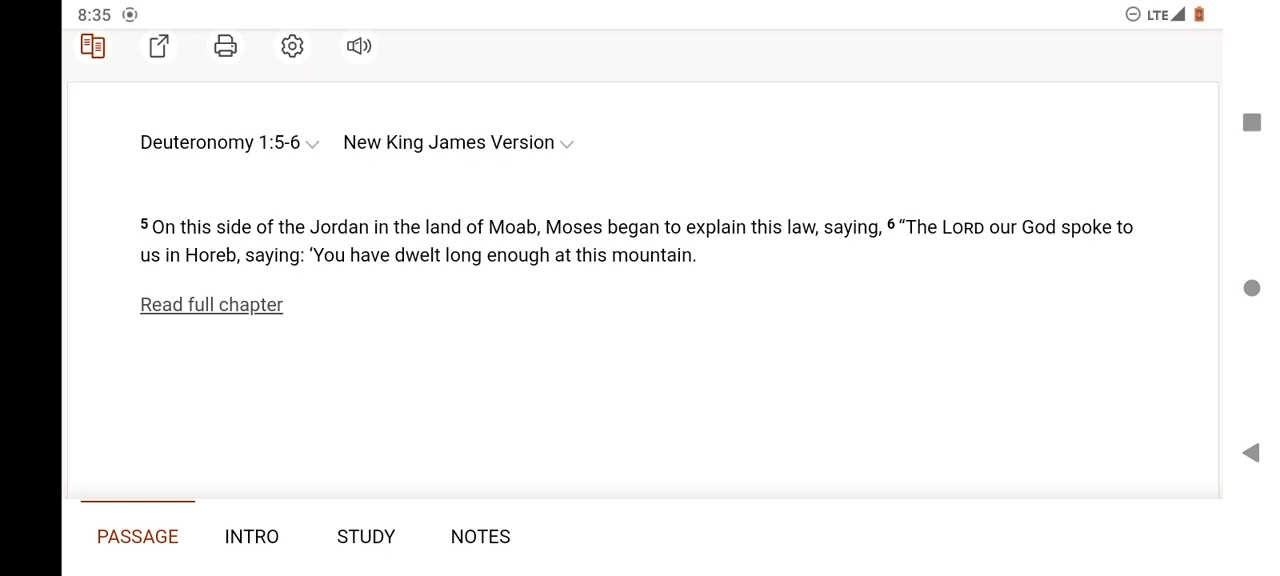 8:35 LTE
Deuteronomy 1:5-6 New King James Version
5 On this side of the Jordan in the land of Moab, Moses began to explain this law, saying, 6 “The LORD our God spoke to
us in Horeb, saying: ‘You have dwelt long enough at this mountain.
Read full chapter
PASSAGE INTRO STUDY NOTES